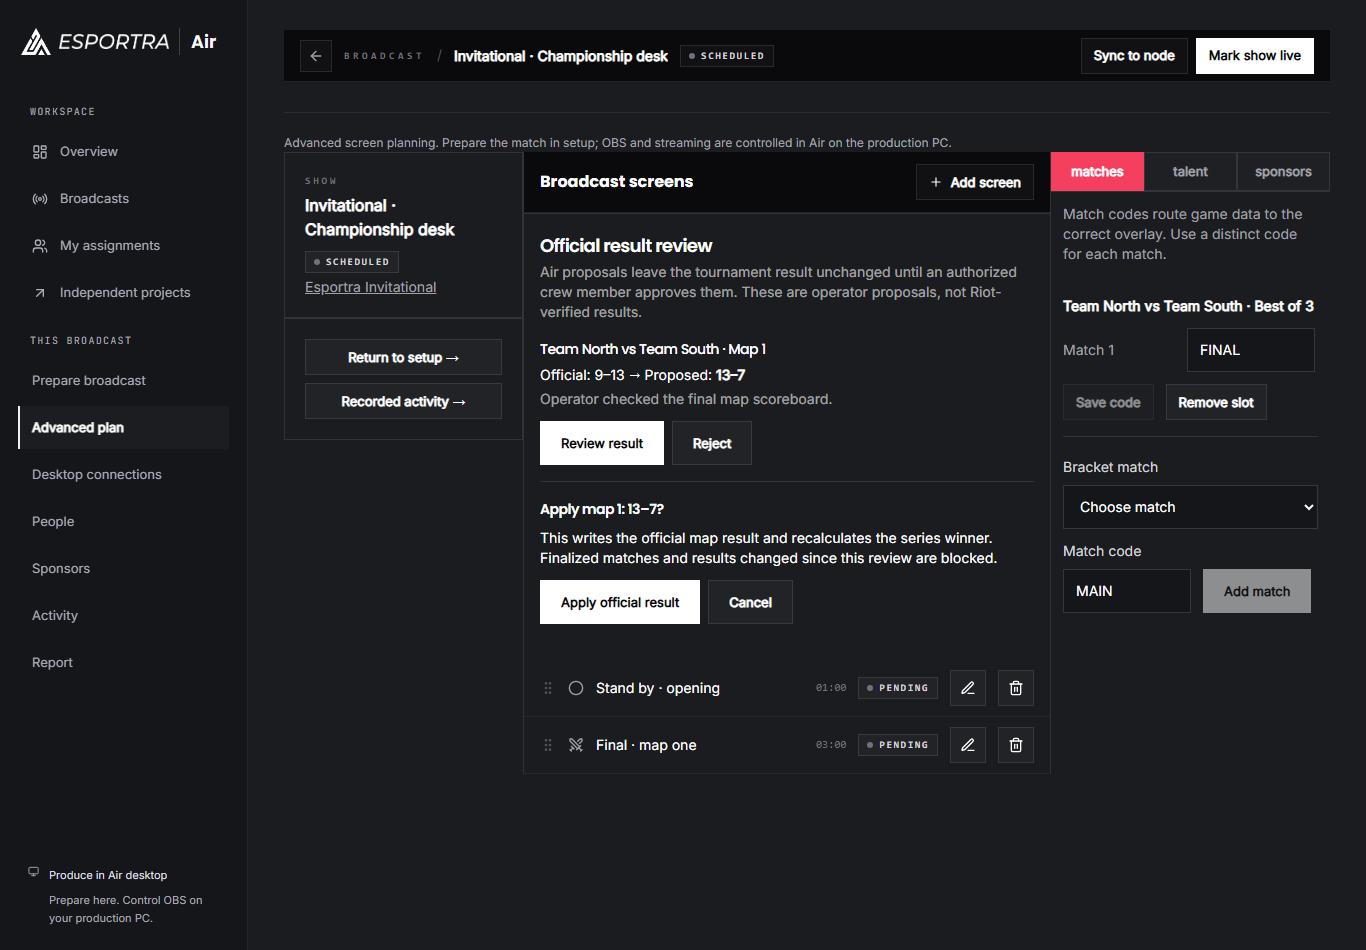 ESPORTRA Air
WORKSPACE
Overview
Broadcasts
My assignments
Independent projects
THIS BROADCAST
Prepare broadcast
Advanced plan
Desktop connections
People
Sponsors
Activity
Report
Produce in Air desktop
Prepare here. Control OBS on
your production PC.
BROADCAST / Invitational · Championship desk SCHEDULED
Sync to node
Mark show live
Advanced screen planning. Prepare the match in setup; OBS and streaming are controlled in Air on the production PC.
SHOW
Invitational ·
Championship desk
SCHEDULED
Esportra Invitational
Return to setup →
Recorded activity →
Broadcast screens
+ Add screen
Official result review
Air proposals leave the tournament result unchanged until an authorized
crew member approves them. These are operator proposals, not Riot-
verified results.
Team North vs Team South · Map 1
Official: 9–13 → Proposed: 13–7
Operator checked the final map scoreboard.
Review result Reject
Apply map 1: 13–7?
This writes the official map result and recalculates the series winner.
Finalized matches and results changed since this review are blocked.
Apply official result Cancel
Stand by · opening 01:00 PENDING
Final · map one 03:00 PENDING
matches talent sponsors
Match codes route game data to the
correct overlay. Use a distinct code
for each match.
Team North vs Team South · Best of 3
Match 1 FINAL
Save code Remove slot
Bracket match
Choose match
Match code
MAIN Add match